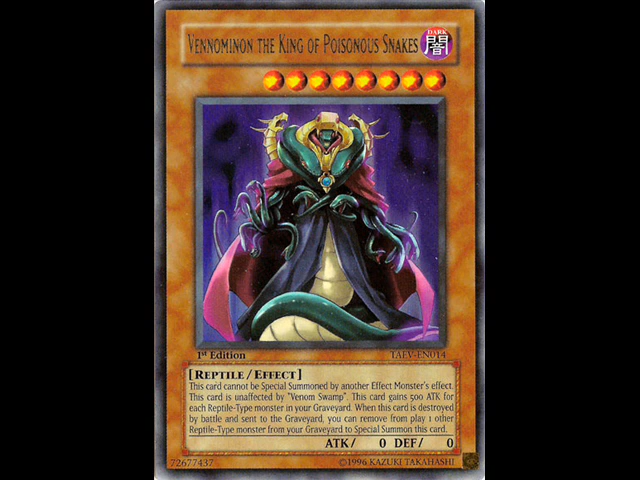 VENNOMINON THE KING OF POISONOUS SNAKES
DARK
闇
1st Edition
TAEV-EN014
[REPTILE / EFFECT]
This card cannot be Special Summoned by another Effect Monster's effect.
This card is unaffected by "Venom Swamp". This card gains 500 ATK for
each Reptile-Type monster in your Graveyard. When this card is destroyed
by battle and sent to the Graveyard, you can remove from play 1 other
Reptile-Type monster from your Graveyard to Special Summon this card.
ATK/ 0 DEF/ 0
72677437
©1996 KAZUKI TAKAHASHI